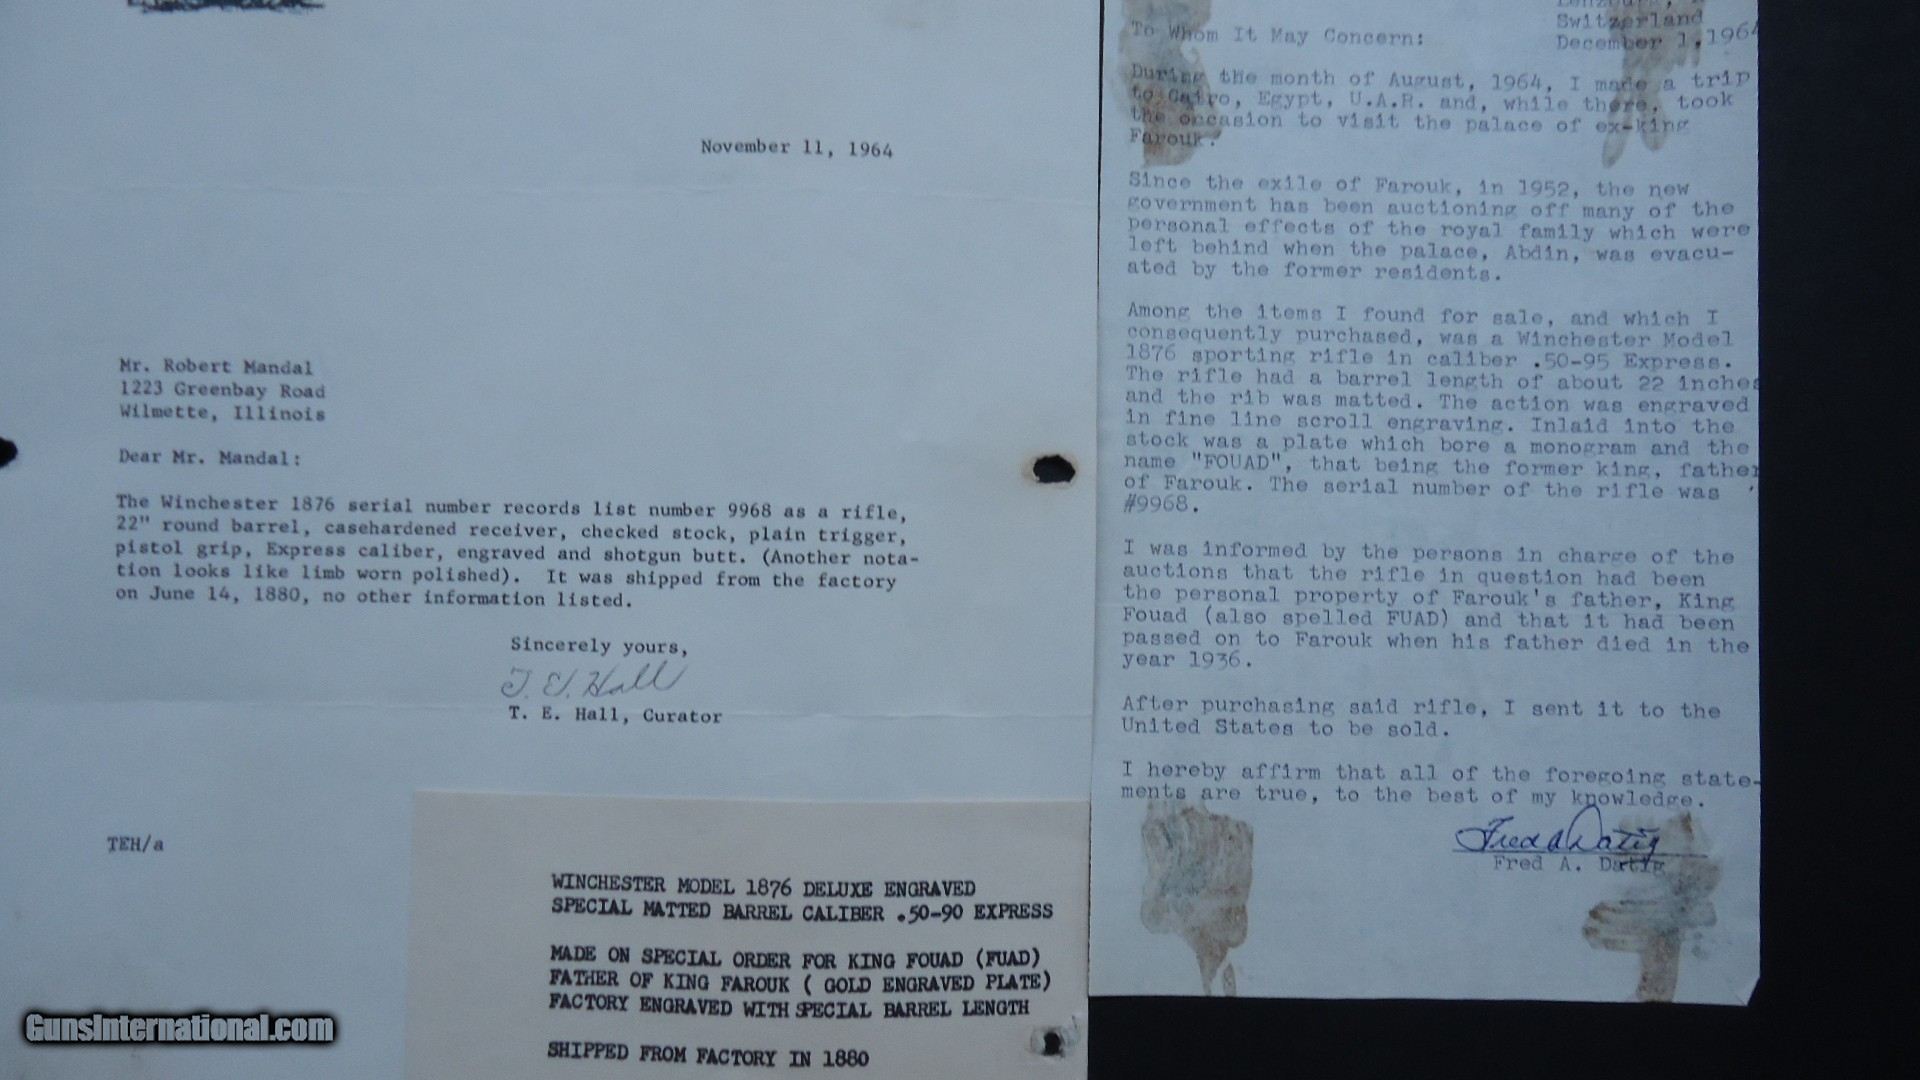 November 11, 1964
Mr. Robert Mandal
1223 Greenbay Road
Wilmette, Illinois
Dear Mr. Mandal:
The Winchester 1876 serial number records list number 9968 as a rifle,
22" round barrel, casehardened receiver, checked stock, plain trigger,
pistol grip, Express caliber, engraved and shotgun butt. (Another nota-
tion looks like limb worn polished). It was shipped from the factory
on June 14, 1880, no other information listed.
Sincerely yours,
T. E. Hall
T. E. Hall, Curator
TEH/a
WINCHESTER MODEL 1876 DELUXE ENGRAVED
SPECIAL MATTED BARREL CALIBER .50-90 EXPRESS
MADE ON SPECIAL ORDER FOR KING FOUAD (FUAD)
FATHER OF KING FAROUK ( GOLD ENGRAVED PLATE)
FACTORY ENGRAVED WITH SPECIAL BARREL LENGTH
SHIPPED FROM FACTORY IN 1880
Switzerland
December 1, 1964
To Whom It May Concern:
During the month of August, 1964, I made a trip
to Cairo, Egypt, U.A.R. and, while there, took
the occasion to visit the palace of ex-king
Farouk.
Since the exile of Farouk, in 1952, the new
government has been auctioning off many of the
personal effects of the royal family which were
left behind when the palace, Abdin, was evacu-
ated by the former residents.
Among the items I found for sale, and which I
consequently purchased, was a Winchester Model
1876 sporting rifle in caliber .50-95 Express.
The rifle had a barrel length of about 22 inches
and the rib was matted. The action was engraved
in fine line scroll engraving. Inlaid into the
stock was a plate which bore a monogram and the
name "FOUAD", that being the former king, father
of Farouk. The serial number of the rifle was
#9968.
I was informed by the persons in charge of the
auctions that the rifle in question had been
the personal property of Farouk's father, King
Fouad (also spelled FUAD) and that it had been
passed on to Farouk when his father died in the
year 1936.
After purchasing said rifle, I sent it to the
United States to be sold.
I hereby affirm that all of the foregoing state-
ments are true, to the best of my knowledge.
Fred A Datig
Fred A. Datig
GunsInternational.com